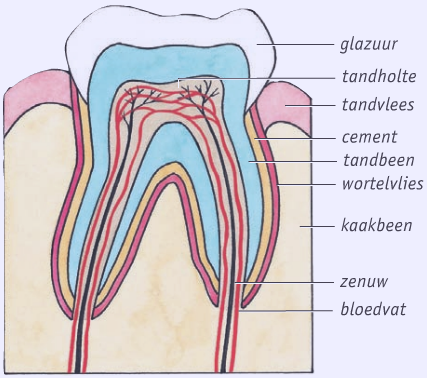 glazuur
tandholte
tandvlees
cement
tandbeen
wortelvlies
kaakbeen
zenuw
bloedvat